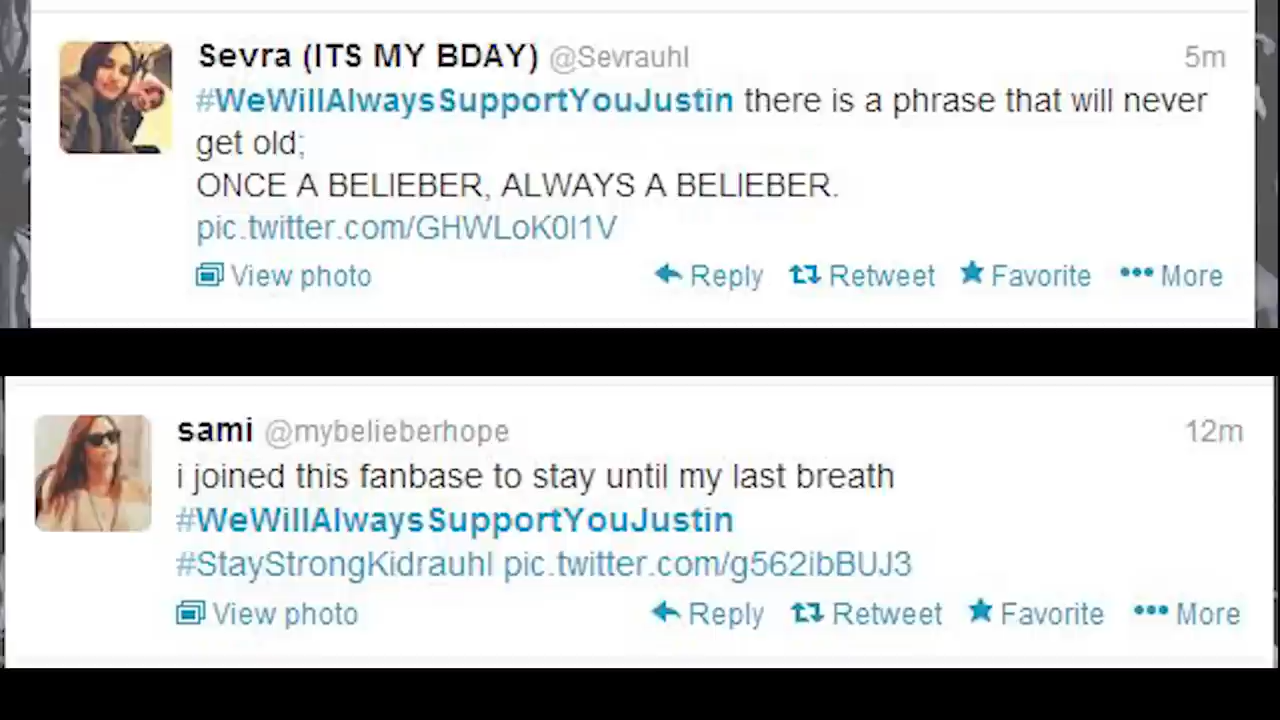 Sevra (ITS MY BDAY) @Sevrauhl 5m
#WeWillAlwaysSupportYouJustin there is a phrase that will never
get old;
ONCE A BELIEBER, ALWAYS A BELIEBER.
pic.twitter.com/GHWLoK0l1V
View photo Reply Retweet Favorite More
sami @mybelieberhope 12m
i joined this fanbase to stay until my last breath
#WeWillAlwaysSupportYouJustin
#StayStrongKidrauhl pic.twitter.com/g562ibBUJ3
View photo Reply Retweet Favorite More